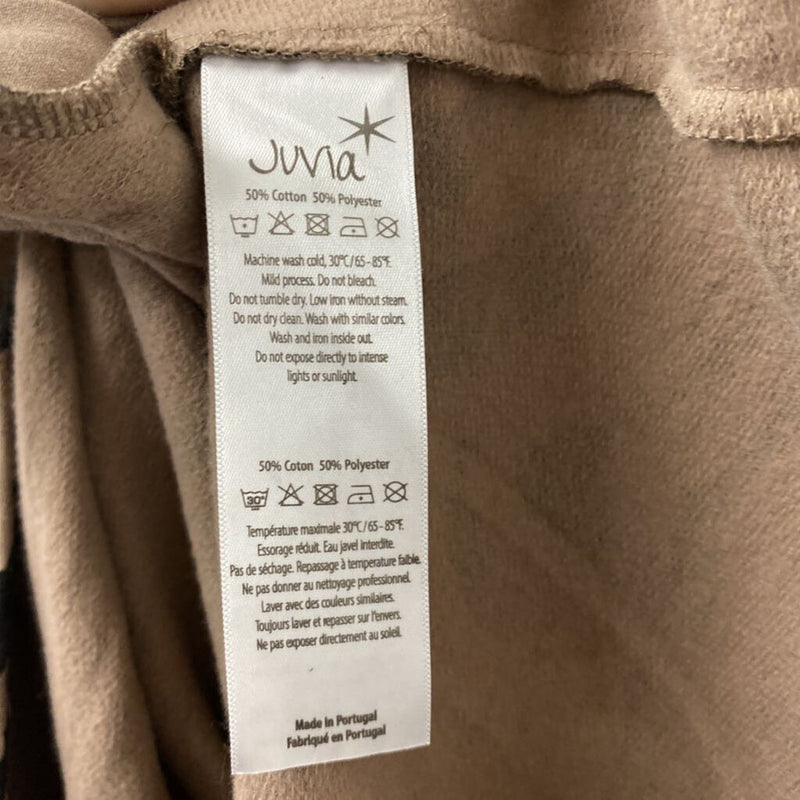 Juvia
50% Cotton 50% Polyester
Machine wash cold, 30°C/65-85°F.
Mild process. Do not bleach.
Do not tumble dry. Low iron without steam.
Do not dry clean. Wash with similar colors.
Wash and iron inside out.
Do not expose directly to intense
lights or sunlight.
50% Coton 50% Polyester
30°
Température maximale 30°C/65-85°F.
Essorage réduit. Eau javel interdite.
Pas de séchage. Repassage à température faible.
Ne pas donner au nettoyage professionnel.
Laver avec des couleurs similaires.
Toujours laver et repasser sur l'envers.
Ne pas exposer directement au soleil.
Made in Portugal
Fabriqué en Portugal